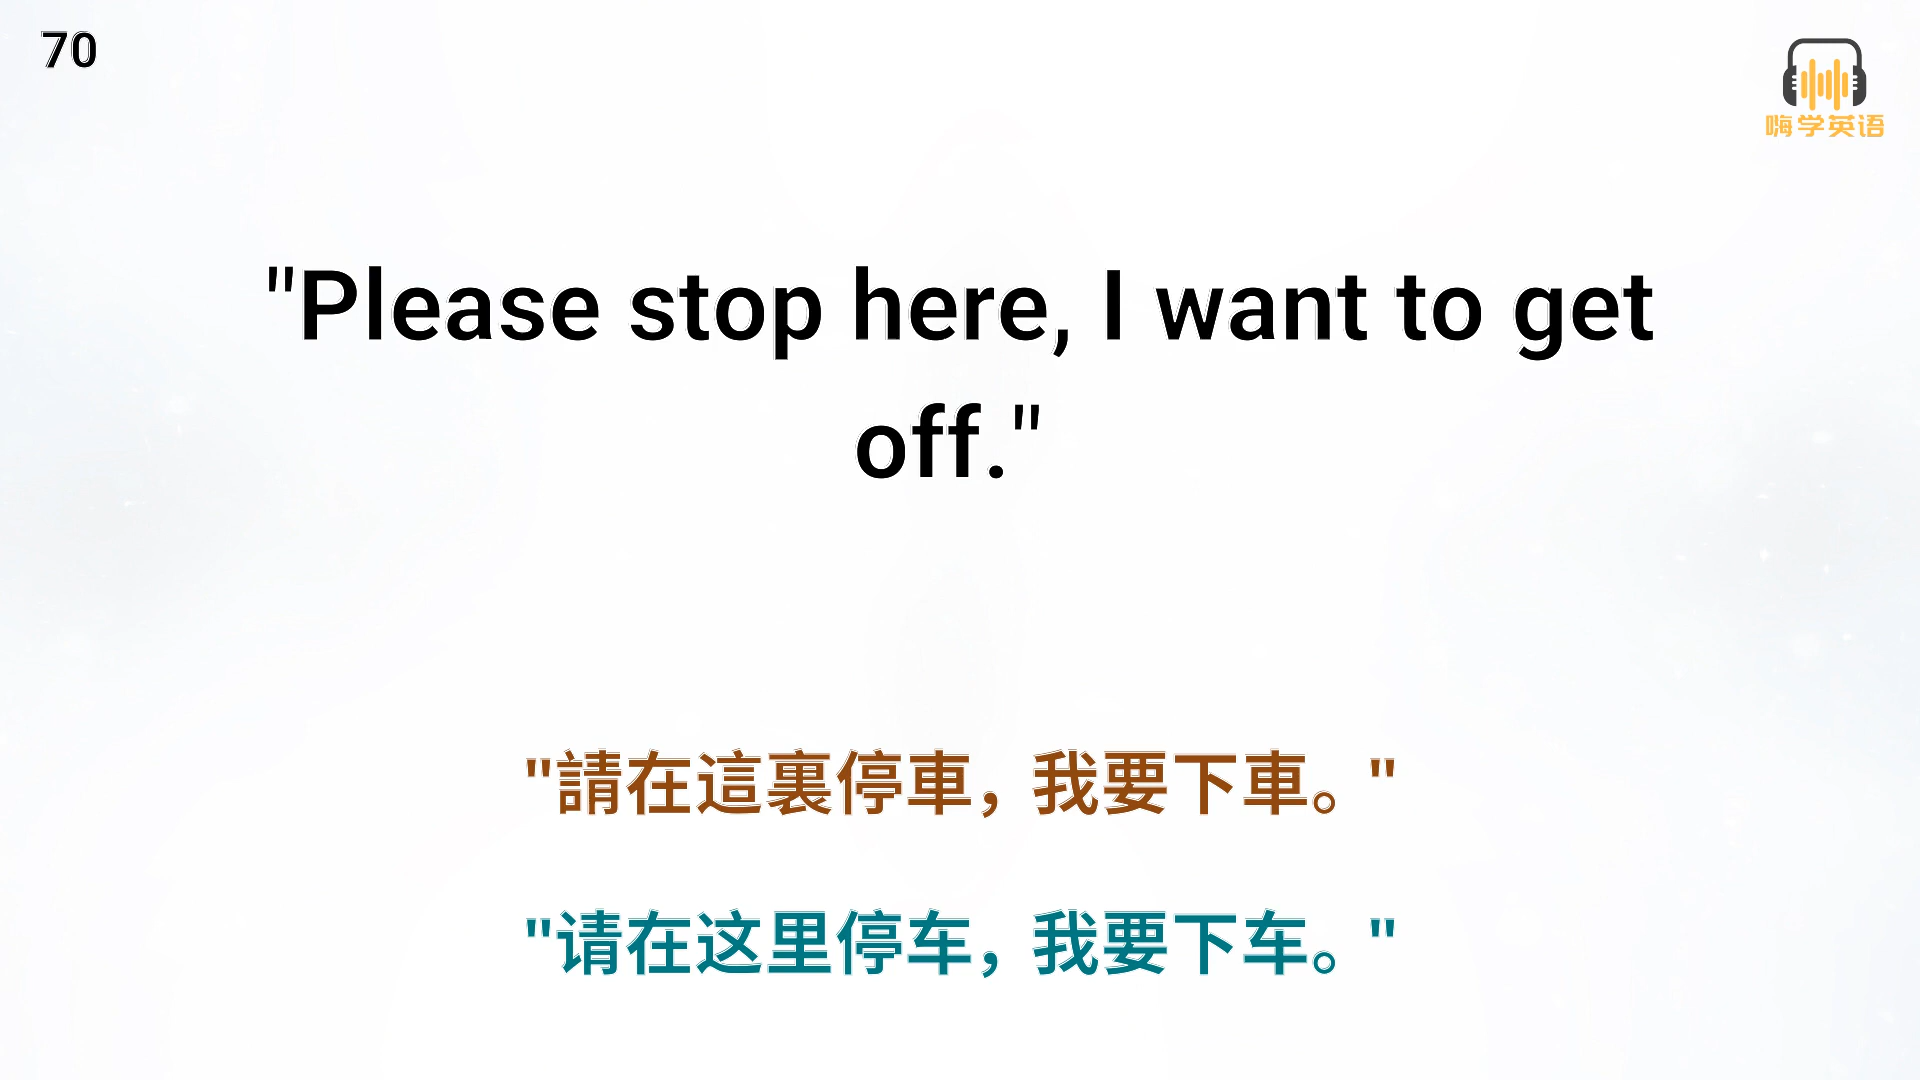 70
嗨学英语
"Please stop here, I want to get
off."
"請在這裏停車，我要下車。"
"请在这里停车，我要下车。"